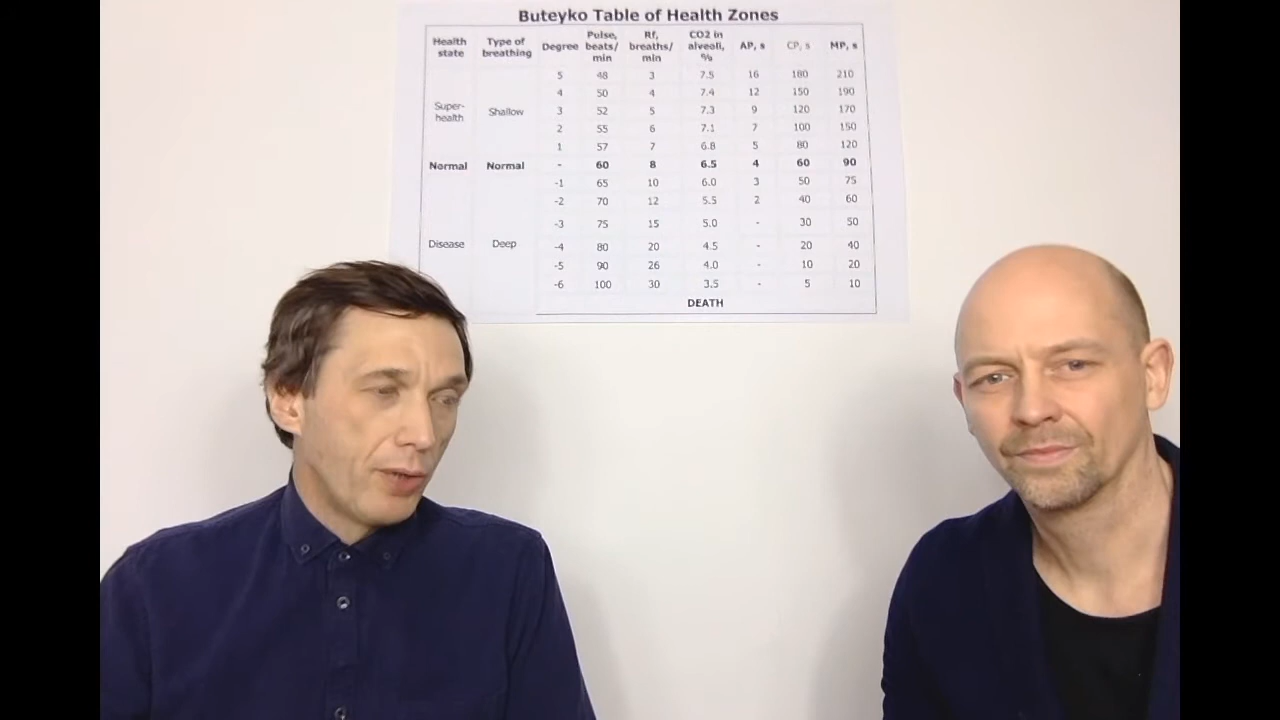 Buteyko Table of Health Zones
Health state Type of breathing Degree Pulse, beats/ min Rf, breaths/ min CO2 in alveoli, % AP, s CP, s MP, s
5 48 3 7.5 16 180 210
4 50 4 7.4 12 150 190
Super-health Shallow 3 52 5 7.3 9 120 170
2 55 6 7.1 7 100 150
1 57 7 6.8 5 80 120
Normal Normal - 60 8 6.5 4 60 90
-1 65 10 6.0 3 50 75
-2 70 12 5.5 2 40 60
-3 75 15 5.0 - 30 50
Disease Deep -4 80 20 4.5 - 20 40
-5 90 26 4.0 - 10 20
-6 100 30 3.5 - 5 10
DEATH